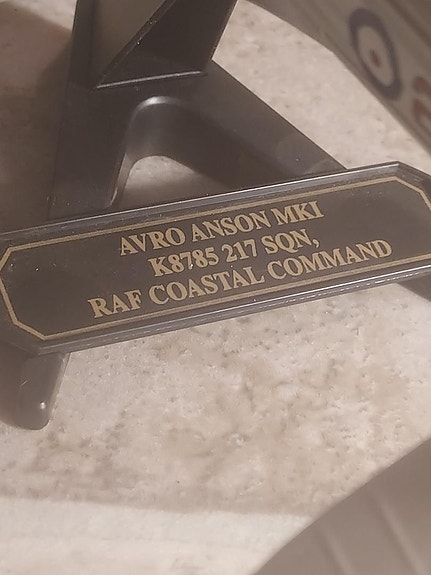 AVRO ANSON MKI
K8785 217 SQN,
RAF COASTAL COMMAND